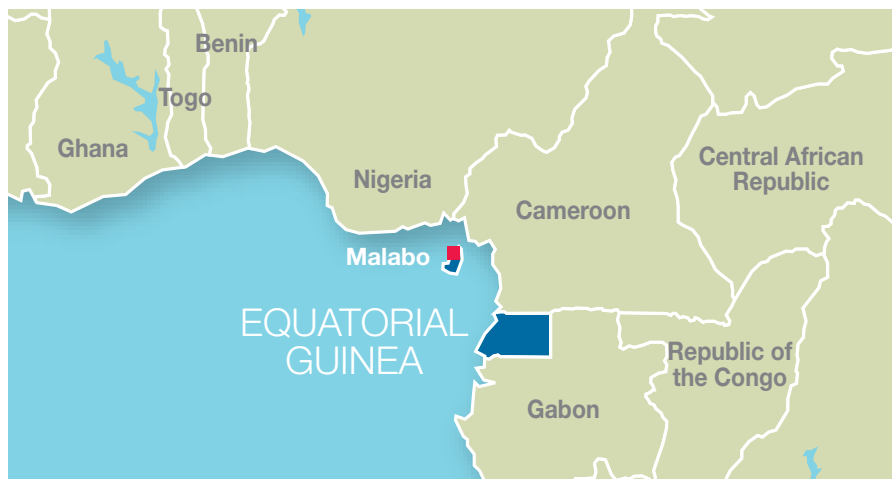 Benin
Togo
Ghana
Nigeria
Central African
Republic
Cameroon
Malabo
EQUATORIAL
GUINEA
Republic of
the Congo
Gabon